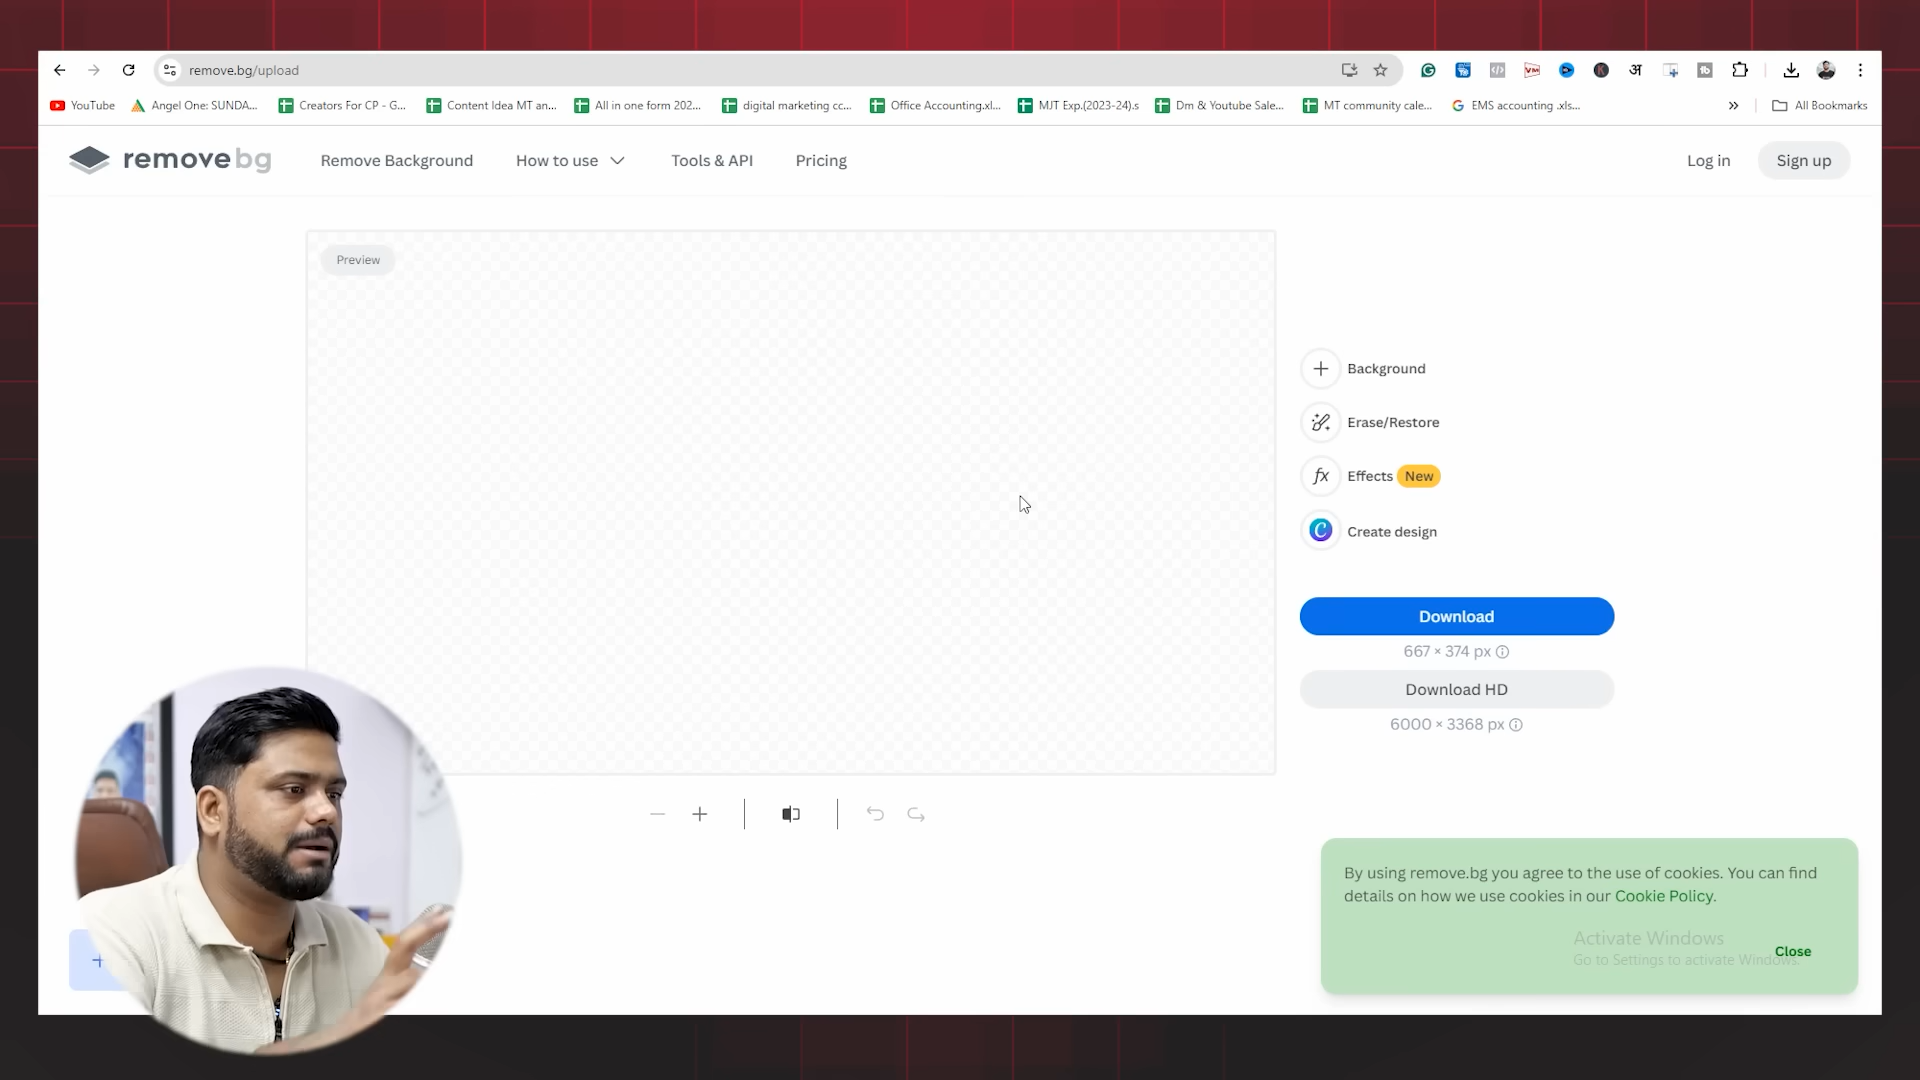 remove.bg/upload
YouTube
Angel One: SUNDA...
Creators For CP - G...
Content Idea MT an...
All in one form 202...
digital marketing cc...
Office Accounting.xl...
MJT Exp.(2023-24).s
Dm & Youtube Sale...
MT community cale...
EMS accounting .xls...
»
All Bookmarks
removebg
Remove Background
How to use
Tools & API
Pricing
Log in
Sign up
Preview
Background
Erase/Restore
fx Effects New
Create design
Download
667 × 374 px
Download HD
6000 × 3368 px
By using remove.bg you agree to the use of cookies. You can find
details on how we use cookies in our Cookie Policy.
Activate Windows
Go to Settings to activate Windows.
Close